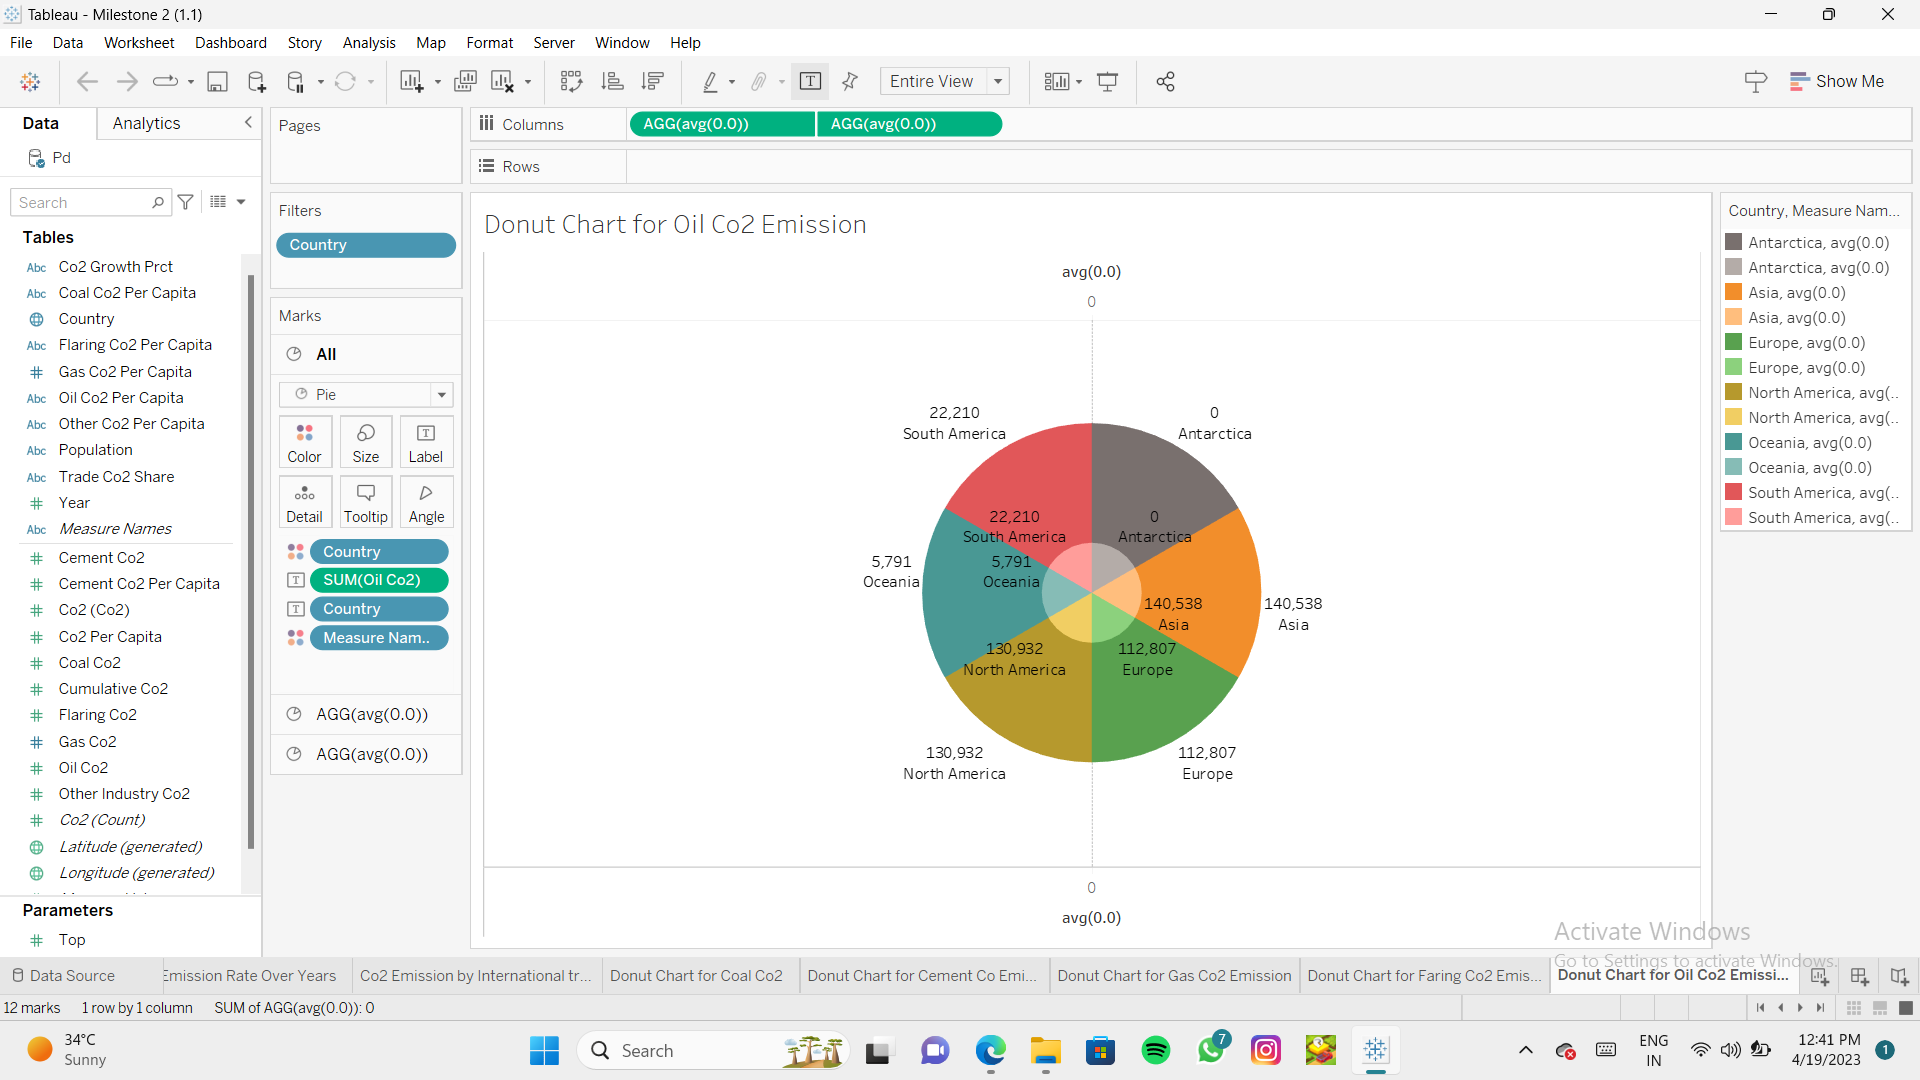 Tableau - Milestone 2 (1.1)
File Data Worksheet Dashboard Story Analysis Map Format Server Window Help
Entire View
Show Me
Data
Analytics
Pd
Search
Tables
Abc Co2 Growth Prct
Abc Coal Co2 Per Capita
Country
Abc Flaring Co2 Per Capita
# Gas Co2 Per Capita
Abc Oil Co2 Per Capita
Abc Other Co2 Per Capita
Abc Population
Abc Trade Co2 Share
# Year
Abc Measure Names
# Cement Co2
# Cement Co2 Per Capita
# Co2 (Co2)
# Co2 Per Capita
# Coal Co2
# Cumulative Co2
# Flaring Co2
# Gas Co2
# Oil Co2
# Other Industry Co2
# Co2 (Count)
Latitude (generated)
Longitude (generated)
Parameters
# Top
Pages
Filters
Country
Marks
All
Pie
Color Size T Label
Detail Tooltip Angle
Country
T SUM(Oil Co2)
T Country
Measure Nam..
AGG(avg(0.0))
AGG(avg(0.0))
Columns AGG(avg(0.0)) AGG(avg(0.0))
Rows
Donut Chart for Oil Co2 Emission
avg(0.0)
0
22,210
South America
0
Antarctica
22,210
South America
0
Antarctica
5,791
Oceania
5,791
Oceania
140,538
Asia
140,538
Asia
130,932
North America
112,807
Europe
130,932
North America
112,807
Europe
0
avg(0.0)
Country, Measure Nam...
Antarctica, avg(0.0)
Antarctica, avg(0.0)
Asia, avg(0.0)
Asia, avg(0.0)
Europe, avg(0.0)
Europe, avg(0.0)
North America, avg(..
North America, avg(..
Oceania, avg(0.0)
Oceania, avg(0.0)
South America, avg(..
South America, avg(..
Activate Windows
Go to Settings to activate Windows.
Data Source
Emission Rate Over Years
Co2 Emission by International tr...
Donut Chart for Coal Co2
Donut Chart for Cement Co Emi...
Donut Chart for Gas Co2 Emission
Donut Chart for Faring Co2 Emis...
Donut Chart for Oil Co2 Emissi...
12 marks 1 row by 1 column SUM of AGG(avg(0.0)): 0
34°C
Sunny
Search
7
ENG
IN
12:41 PM
4/19/2023
1